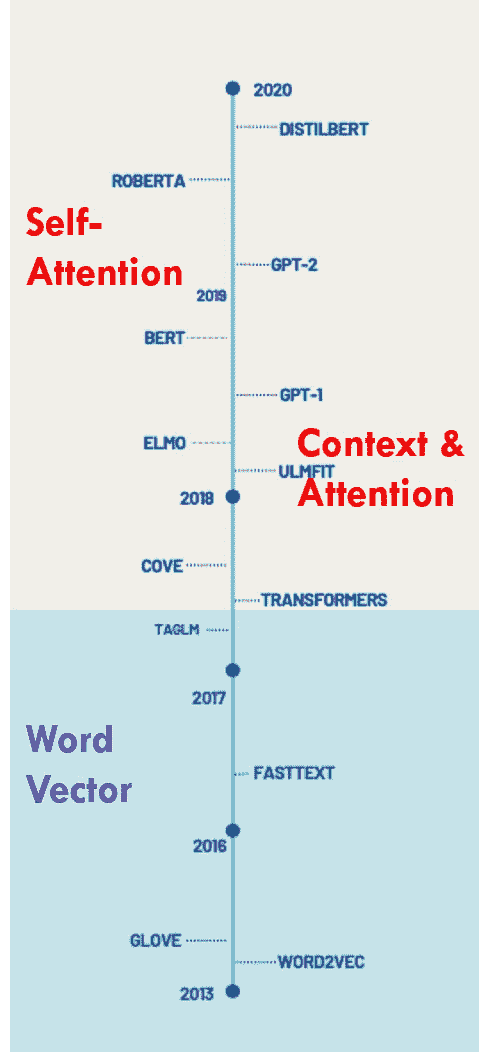 2020
DISTILBERT
ROBERTA
Self-
Attention
GPT-2
2019
BERT
GPT-1
ELMO
Context &
ULMFIT
Attention
2018
COVE
TRANSFORMERS
TAGLM
2017
Word
Vector
FASTTEXT
2016
GLOVE
WORD2VEC
2013